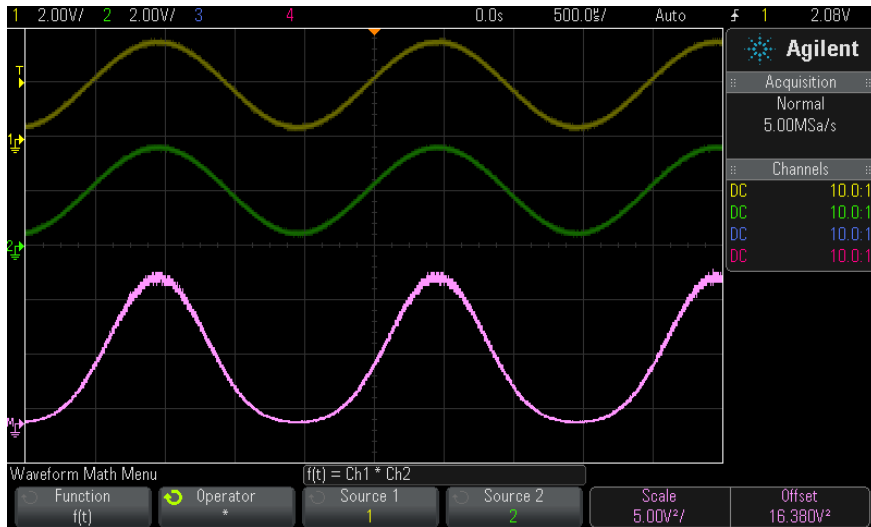 1 2.00V/ 2 2.00V/ 3 4 0.0s 500.0µs/ Auto 1 2.08V
T
Agilent
Acquisition
Normal
5.00MSa/s
1
Channels
DC 10.0:1
DC 10.0:1
2
DC 10.0:1
DC 10.0:1
M
Waveform Math Menu f(t) = Ch1 * Ch2
Function Operator Source 1 Source 2 Scale Offset
f(t) * 1 2 5.00V²/ 16.380V²